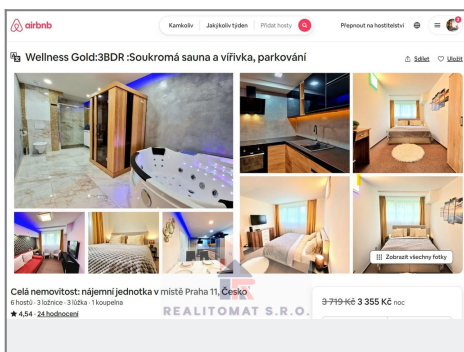 airbnb
Kamkoliv Jakýkoliv týden Přidat hosty Přepnout na hostitelství
Wellness Gold:3BDR :Soukromá sauna a vířivka, parkování
Sdílet Uložit
Zobrazit všechny fotky
Celá nemovitost: nájemní jednotka v místě Praha 11, Česko
6 hostů · 3 ložnice · 3 lůžka · 1 koupelna
3 719 Kč 3 355 Kč noc
4,54 · 24 hodnocení
REALITOMAT S.R.O.